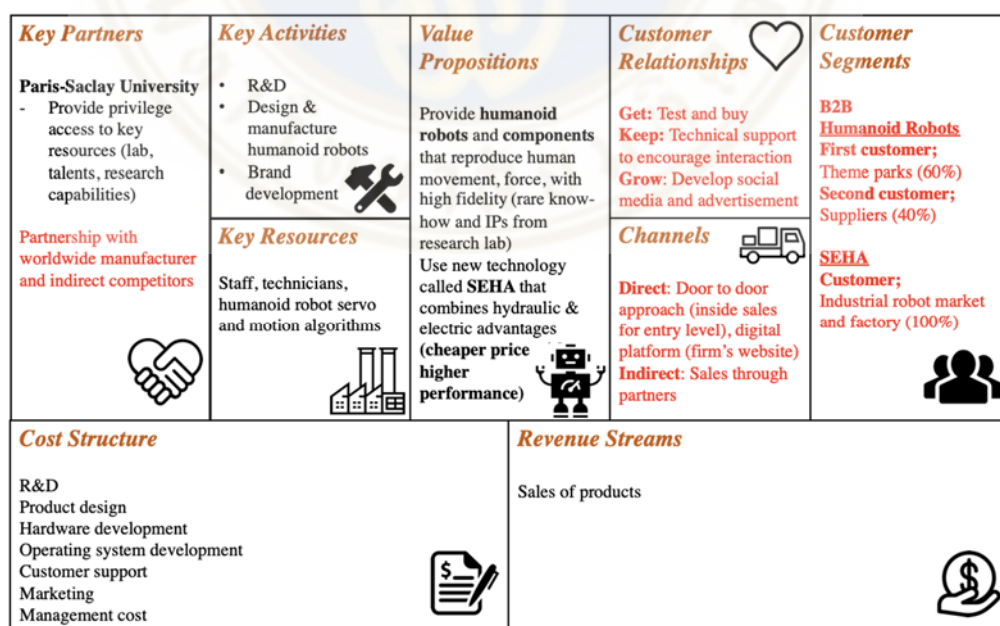 Key Partners
Paris-Saclay University
- Provide privilege
access to key
resources (lab,
talents, research
capabilities)
Partnership with
worldwide manufacturer
and indirect competitors
Key Activities
• R&D
• Design &
manufacture
humanoid robots
• Brand
development
Key Resources
Staff, technicians,
humanoid robot servo
and motion algorithms
Value
Propositions
Provide humanoid
robots and components
that reproduce human
movement, force, with
high fidelity (rare know-
how and IPs from
research lab)
Use new technology
called SEHA that
combines hydraulic &
electric advantages
(cheaper price
higher
performance)
Customer
Relationships
Get: Test and buy
Keep: Technical support
to encourage interaction
Grow: Develop social
media and advertisement
Channels
Direct: Door to door
approach (inside sales
for entry level), digital
platform (firm's website)
Indirect: Sales through
partners
Customer
Segments
B2B
Humanoid Robots
First customer;
Theme parks (60%)
Second customer;
Suppliers (40%)
SEHA
Customer;
Industrial robot market
and factory (100%)
Cost Structure
R&D
Product design
Hardware development
Operating system development
Customer support
Marketing
Management cost
$
Revenue Streams
Sales of products
$